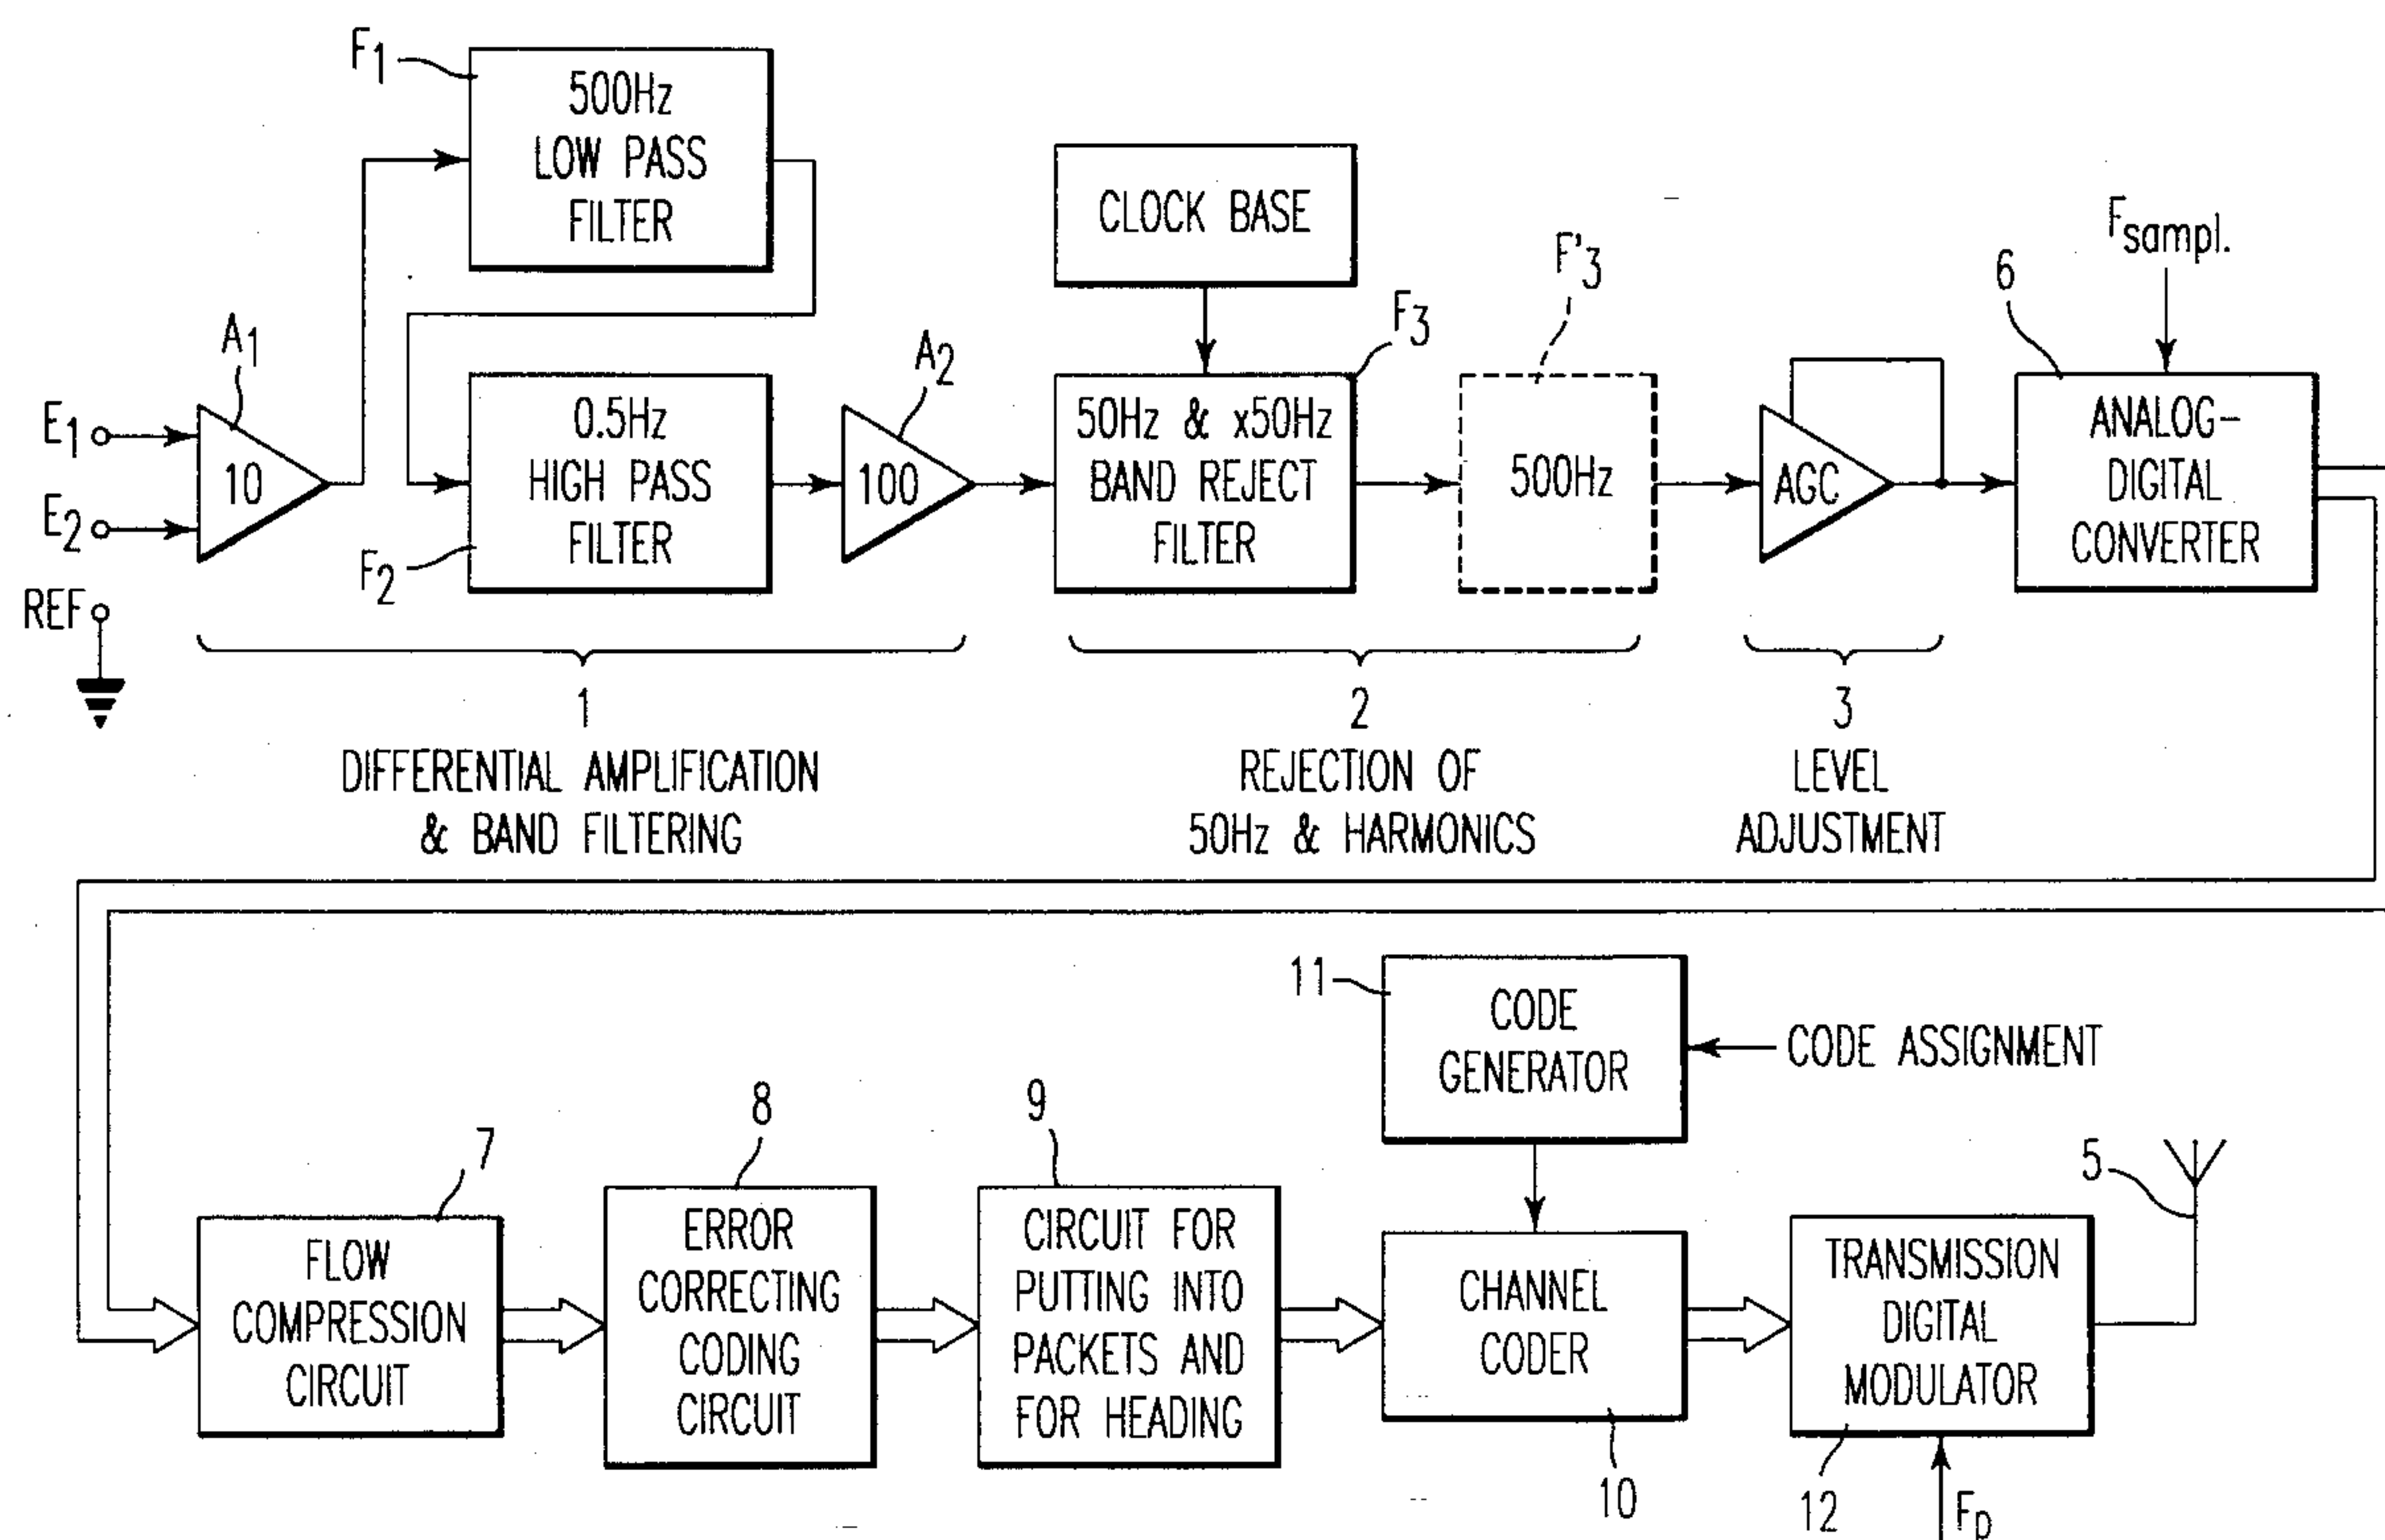 F1
500Hz
LOW PASS
FILTER
CLOCK BASE
Fsampl.
F'3
6
F3
A1
A2
E1
E2
REF
10
0.5Hz
HIGH PASS
FILTER
F2
100
50Hz & x50Hz
BAND REJECT
FILTER
500Hz
AGC
ANALOG-
DIGITAL
CONVERTER
1
DIFFERENTIAL AMPLIFICATION
& BAND FILTERING
2
REJECTION OF
50Hz & HARMONICS
3
LEVEL
ADJUSTMENT
11
CODE
GENERATOR
CODE ASSIGNMENT
7
FLOW
COMPRESSION
CIRCUIT
8
ERROR
CORRECTING
CODING
CIRCUIT
9
CIRCUIT FOR
PUTTING INTO
PACKETS AND
FOR HEADING
CHANNEL
CODER
10
TRANSMISSION
DIGITAL
MODULATOR
12
5
Fp